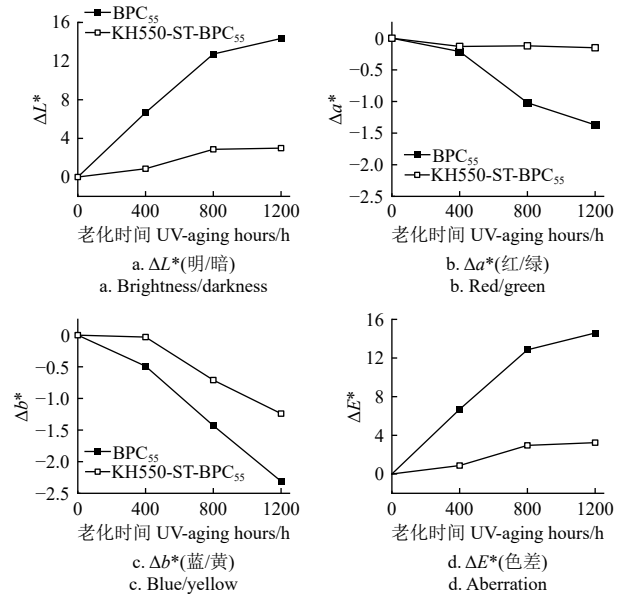 16
12
8
4
0
ΔL*
BPC55
KH550-ST-BPC55
0 400 800 1200
老化时间 UV-aging hours/h
a. ΔL*(明/暗)
a. Brightness/darkness
0
−0.5
−1.0
−1.5
−2.0
−2.5
Δa*
BPC55
KH550-ST-BPC55
0 400 800 1200
老化时间 UV-aging hours/h
b. Δa*(红/绿)
b. Red/green
0
−0.5
−1.0
−1.5
−2.0
−2.5
Δb*
BPC55
KH550-ST-BPC55
0 400 800 1200
老化时间 UV-aging hours/h
c. Δb*(蓝/黄)
c. Blue/yellow
16
12
8
4
0
ΔE*
0 400 800 1200
老化时间 UV-aging hours/h
d. ΔE*(色差)
d. Aberration